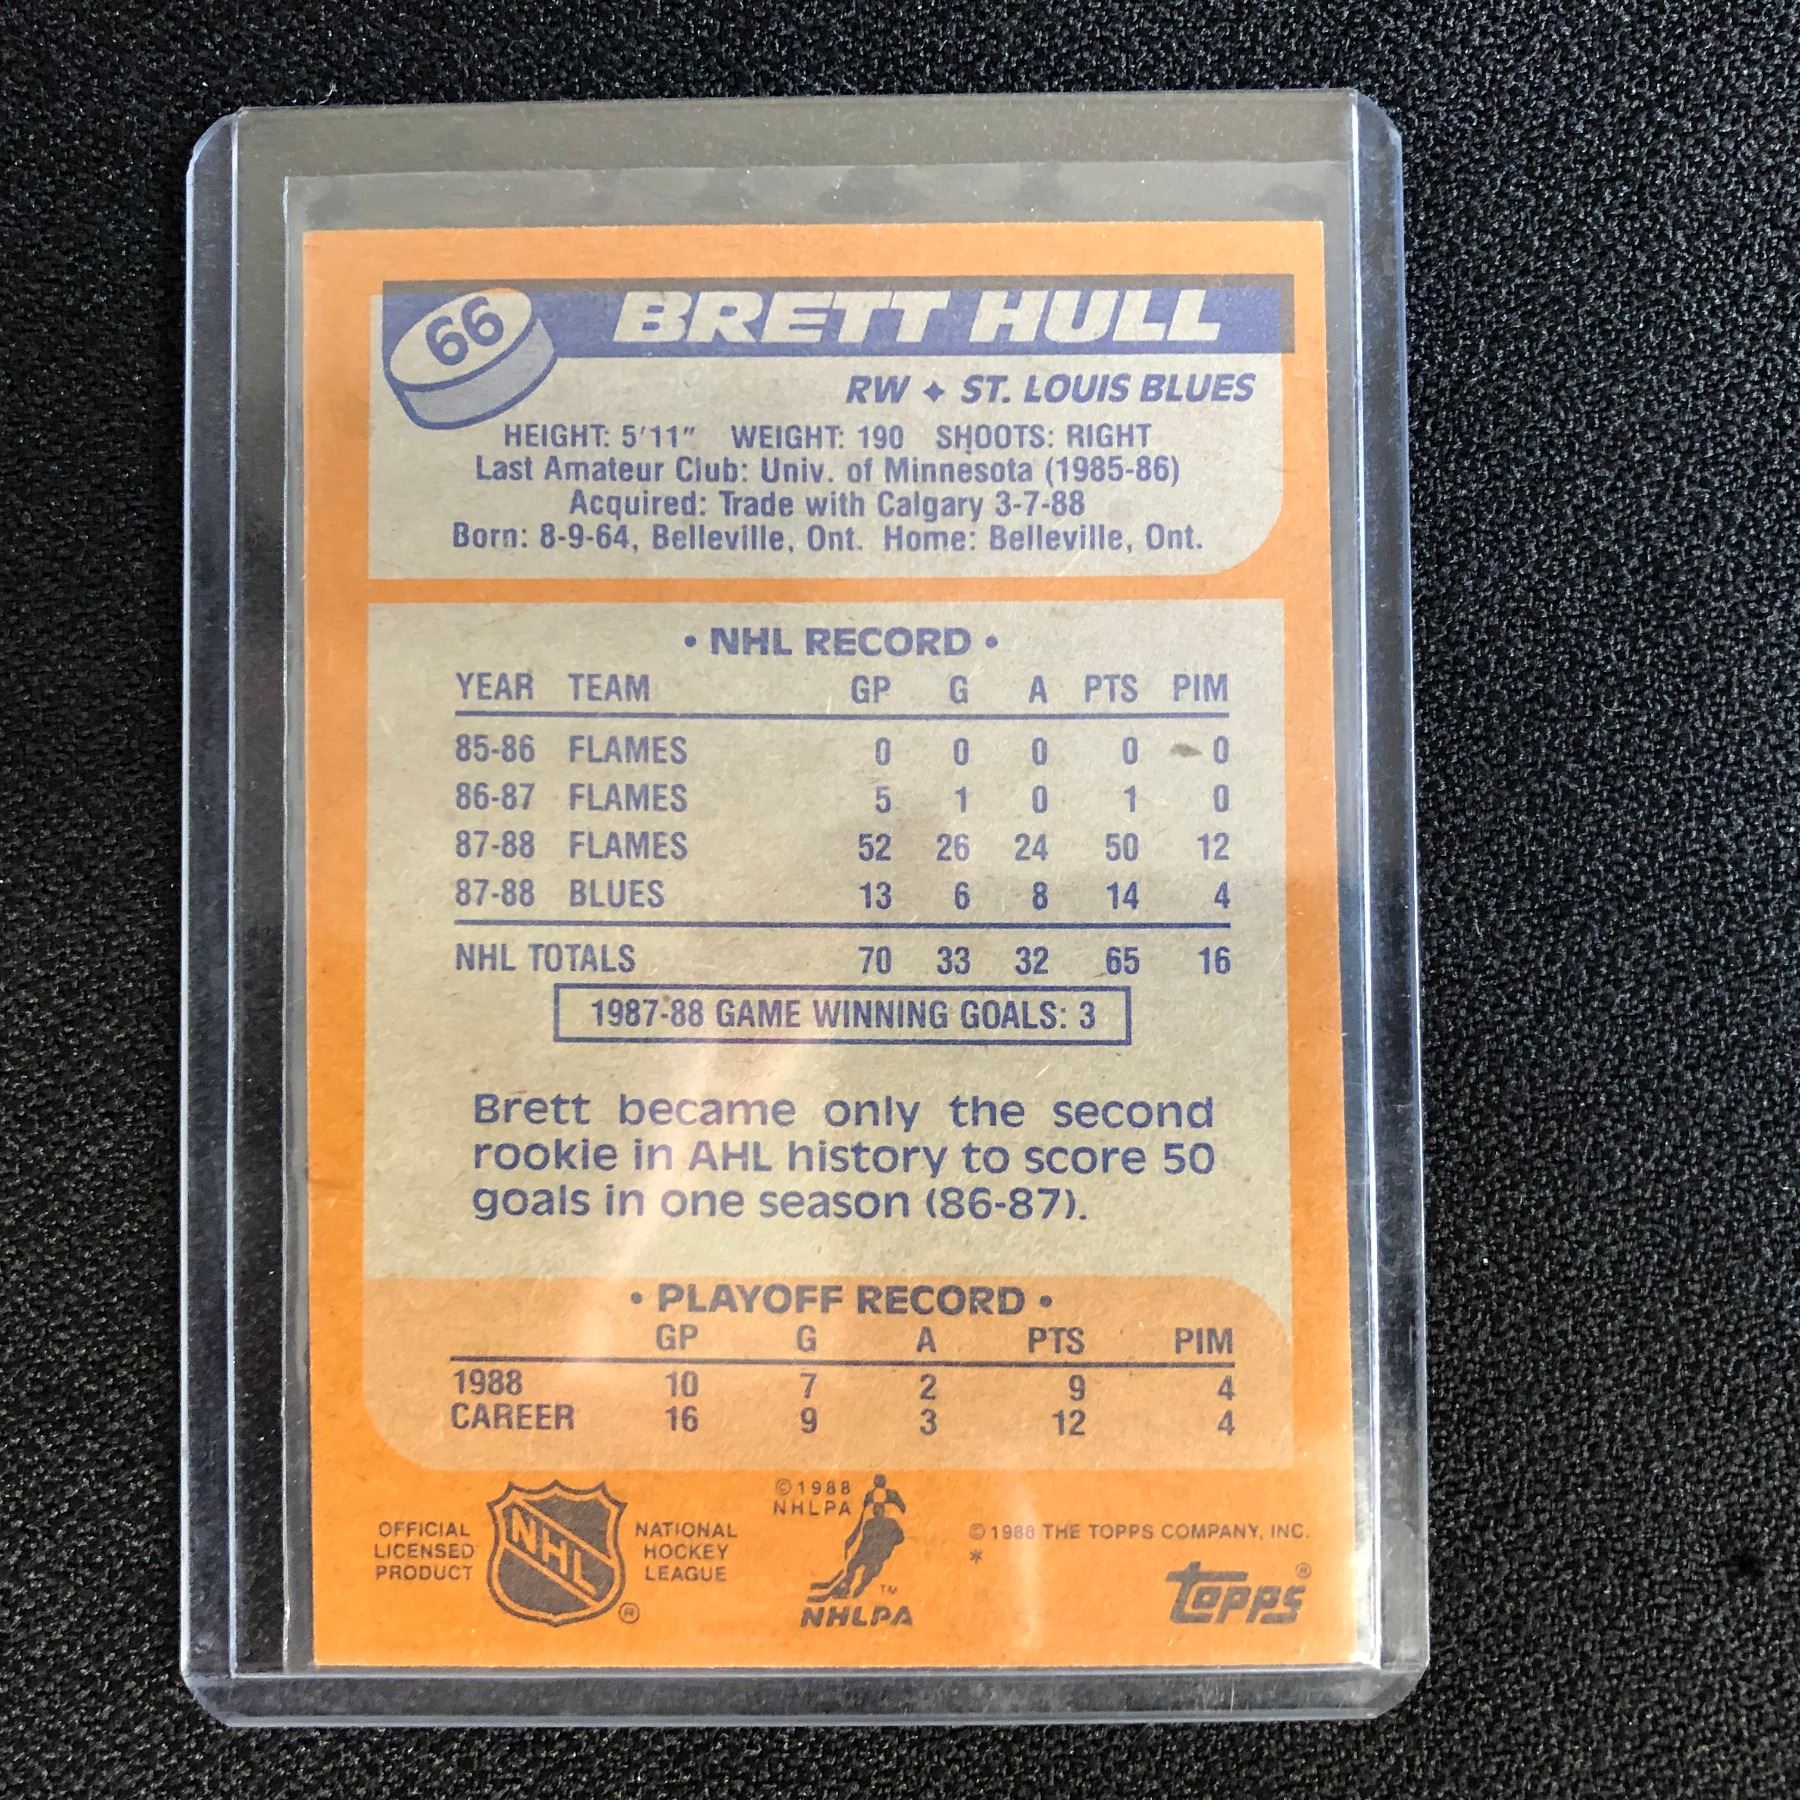 66
BRETT HULL
RW ✦ ST. LOUIS BLUES
HEIGHT: 5'11" WEIGHT: 190 SHOOTS: RIGHT
Last Amateur Club: Univ. of Minnesota (1985-86)
Acquired: Trade with Calgary 3-7-88
Born: 8-9-64, Belleville, Ont. Home: Belleville, Ont.
• NHL RECORD •
YEAR TEAM GP G A PTS PIM
85-86 FLAMES 0 0 0 0 0
86-87 FLAMES 5 1 0 1 0
87-88 FLAMES 52 26 24 50 12
87-88 BLUES 13 6 8 14 4
NHL TOTALS 70 33 32 65 16
1987-88 GAME WINNING GOALS: 3
Brett became only the second
rookie in AHL history to score 50
goals in one season (86-87).
• PLAYOFF RECORD •
GP G A PTS PIM
1988 10 7 2 9 4
CAREER 16 9 3 12 4
OFFICIAL
LICENSED
PRODUCT
NHL
®
NATIONAL
HOCKEY
LEAGUE
©1988
NHLPA
TM
NHLPA
©1988 THE TOPPS COMPANY, INC.
*
topps®